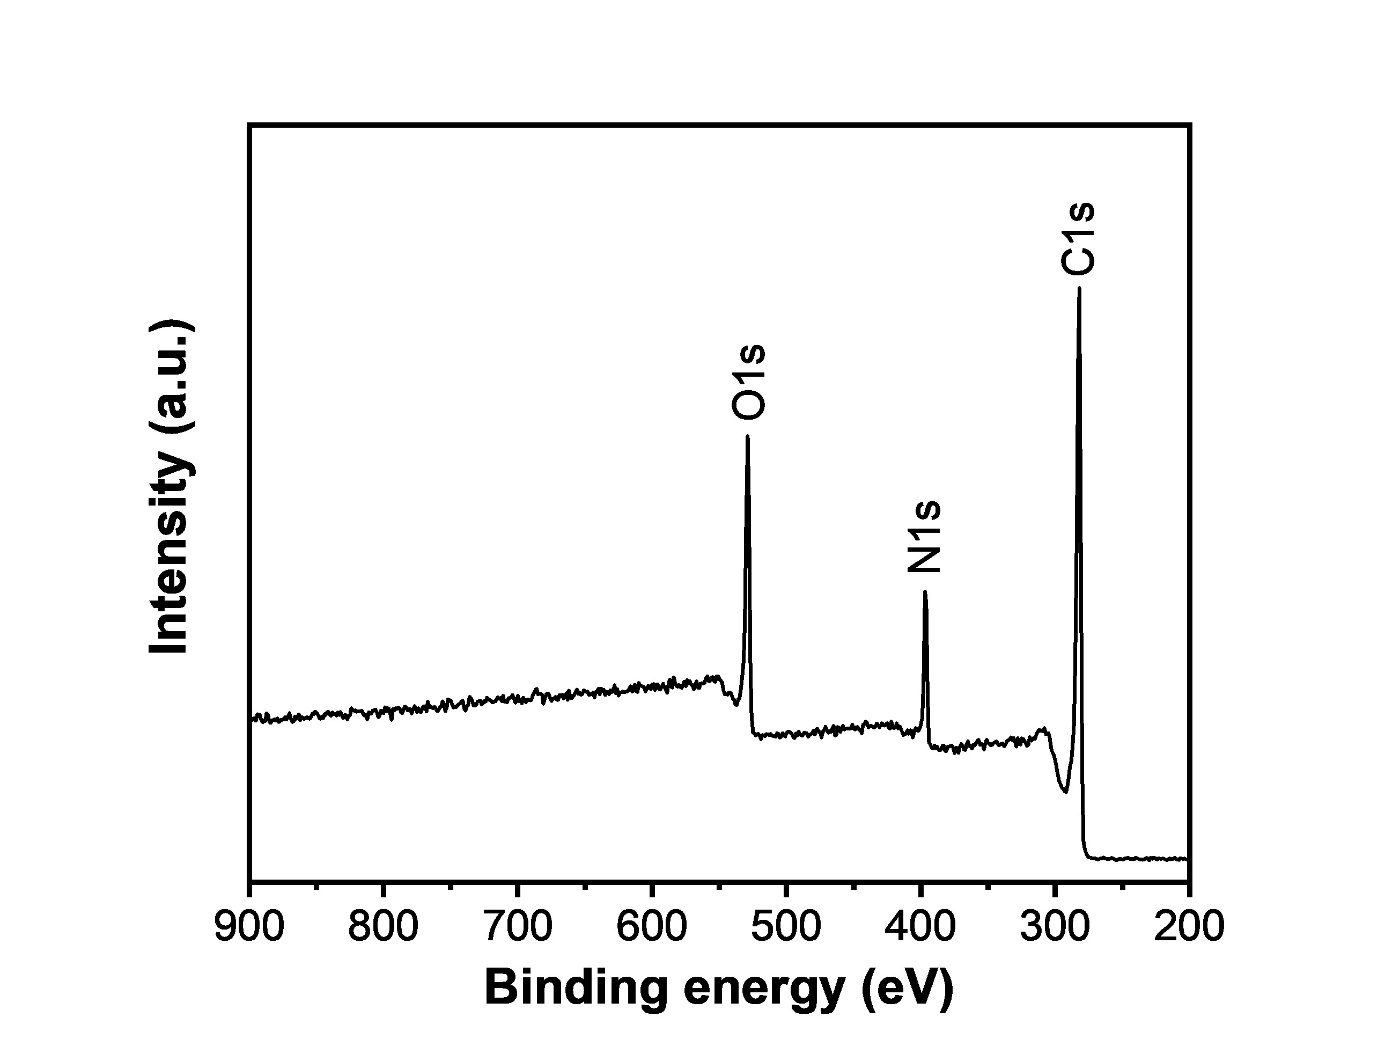 C1s
O1s
N1s
Intensity (a.u.)
900 800 700 600 500 400 300 200
Binding energy (eV)